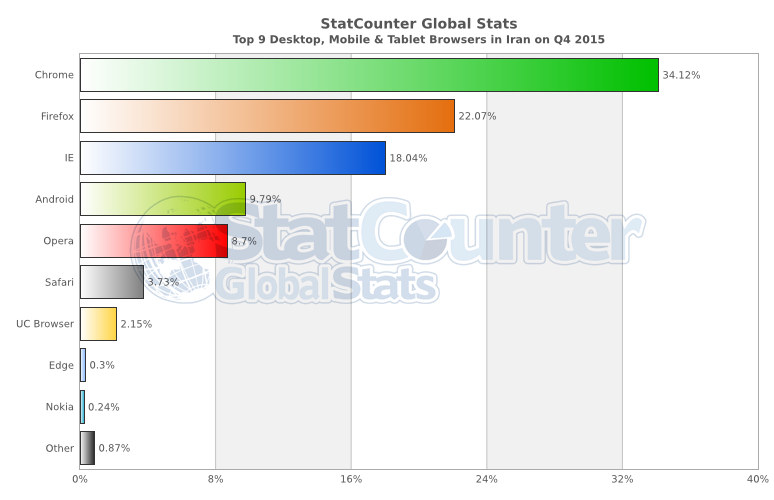 StatCounter Global Stats
Top 9 Desktop, Mobile & Tablet Browsers in Iran on Q4 2015
Chrome 34.12%
Firefox 22.07%
IE 18.04%
Android 9.79%
StatCounter
Opera 8.7%
Safari 3.73%
GlobalStats
UC Browser 2.15%
Edge 0.3%
Nokia 0.24%
Other 0.87%
0% 8% 16% 24% 32% 40%